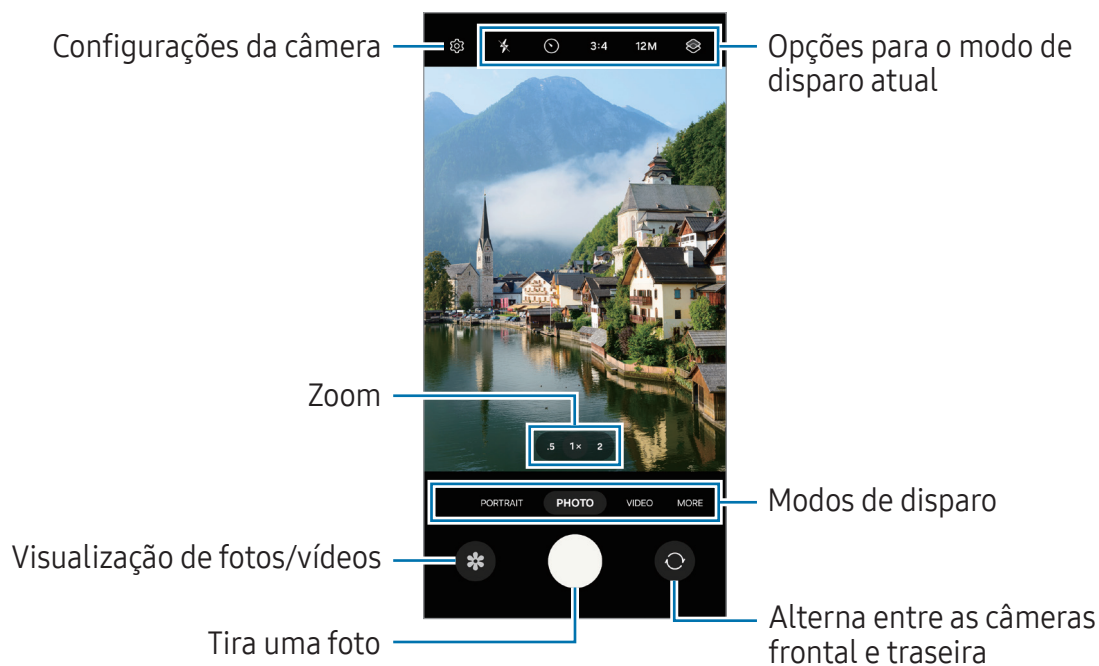 Configurações da câmera
3:4
12M
Opções para o modo de
disparo atual
Zoom
.5 1× 2
PORTRAIT PHOTO VIDEO MORE
Modos de disparo
Visualização de fotos/vídeos
Tira uma foto
Alterna entre as câmeras
frontal e traseira